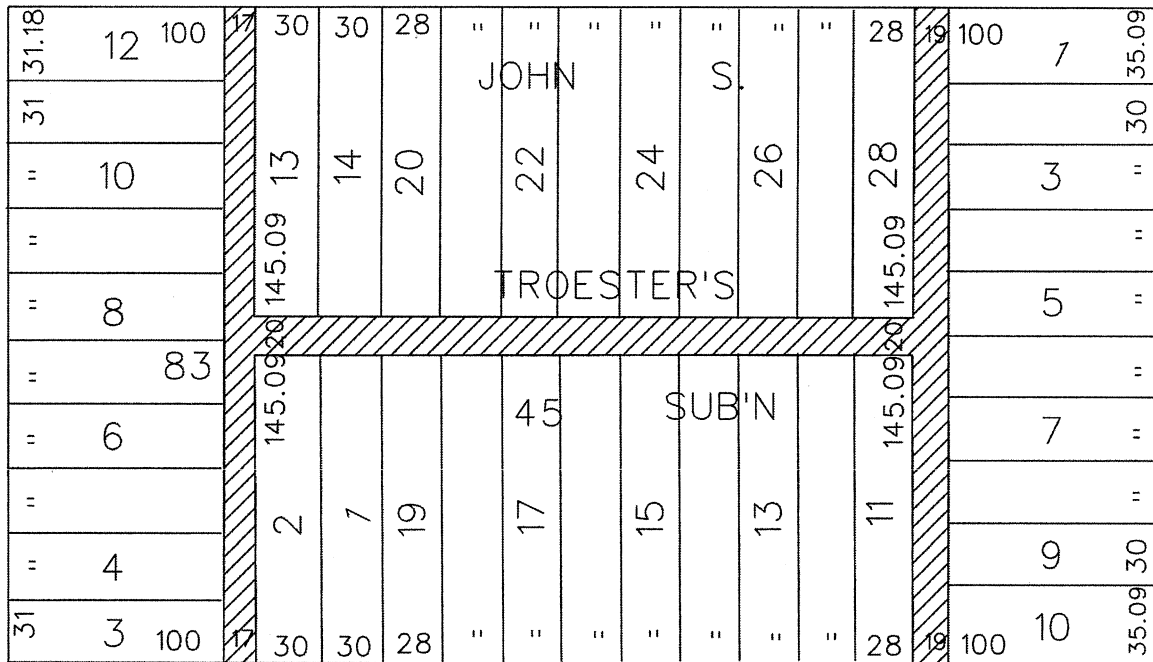 31.18 12 100 17 30 30 28 " " " " " " " 28 19 100 1 35.09
JOHN S.
31 30
10 13 14 20 22 24 26 28 3 "
" "
145.09 145.09
TROESTER'S
" 8 5 "
20 20
" 83 "
145.09 145.09
45 SUB'N
" 6 7 "
" "
2 1 19 17 15 13 11
" 4 9 30
31 3 100 17 30 30 28 " " " " " " " 28 19 100 10 35.09